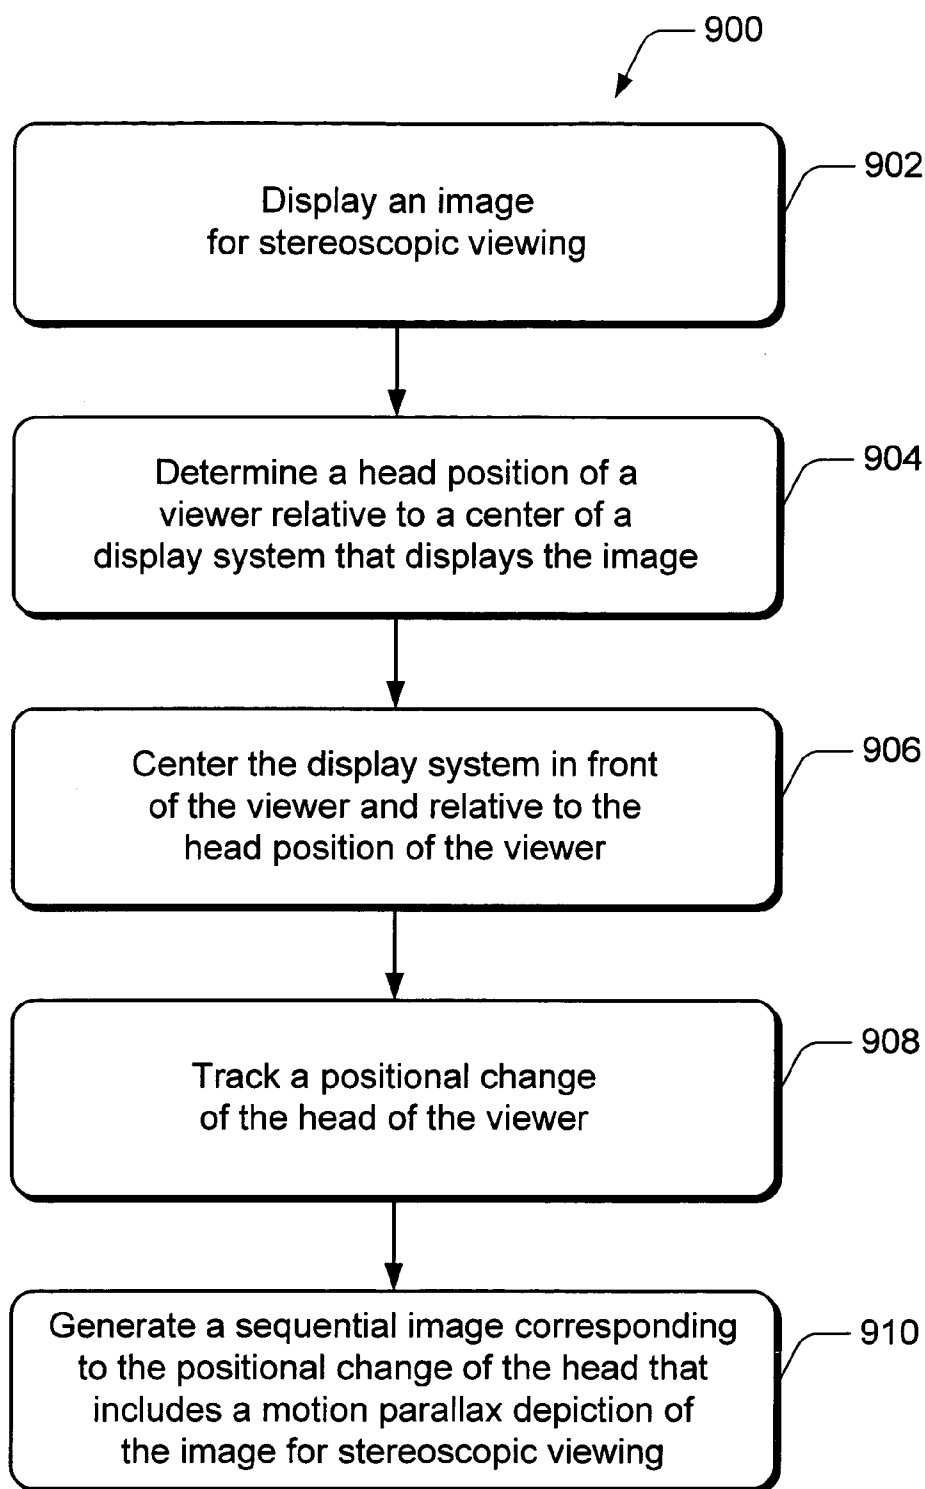 900
902
Display an image
for stereoscopic viewing
904
Determine a head position of a
viewer relative to a center of a
display system that displays the image
906
Center the display system in front
of the viewer and relative to the
head position of the viewer
908
Track a positional change
of the head of the viewer
910
Generate a sequential image corresponding
to the positional change of the head that
includes a motion parallax depiction of
the image for stereoscopic viewing